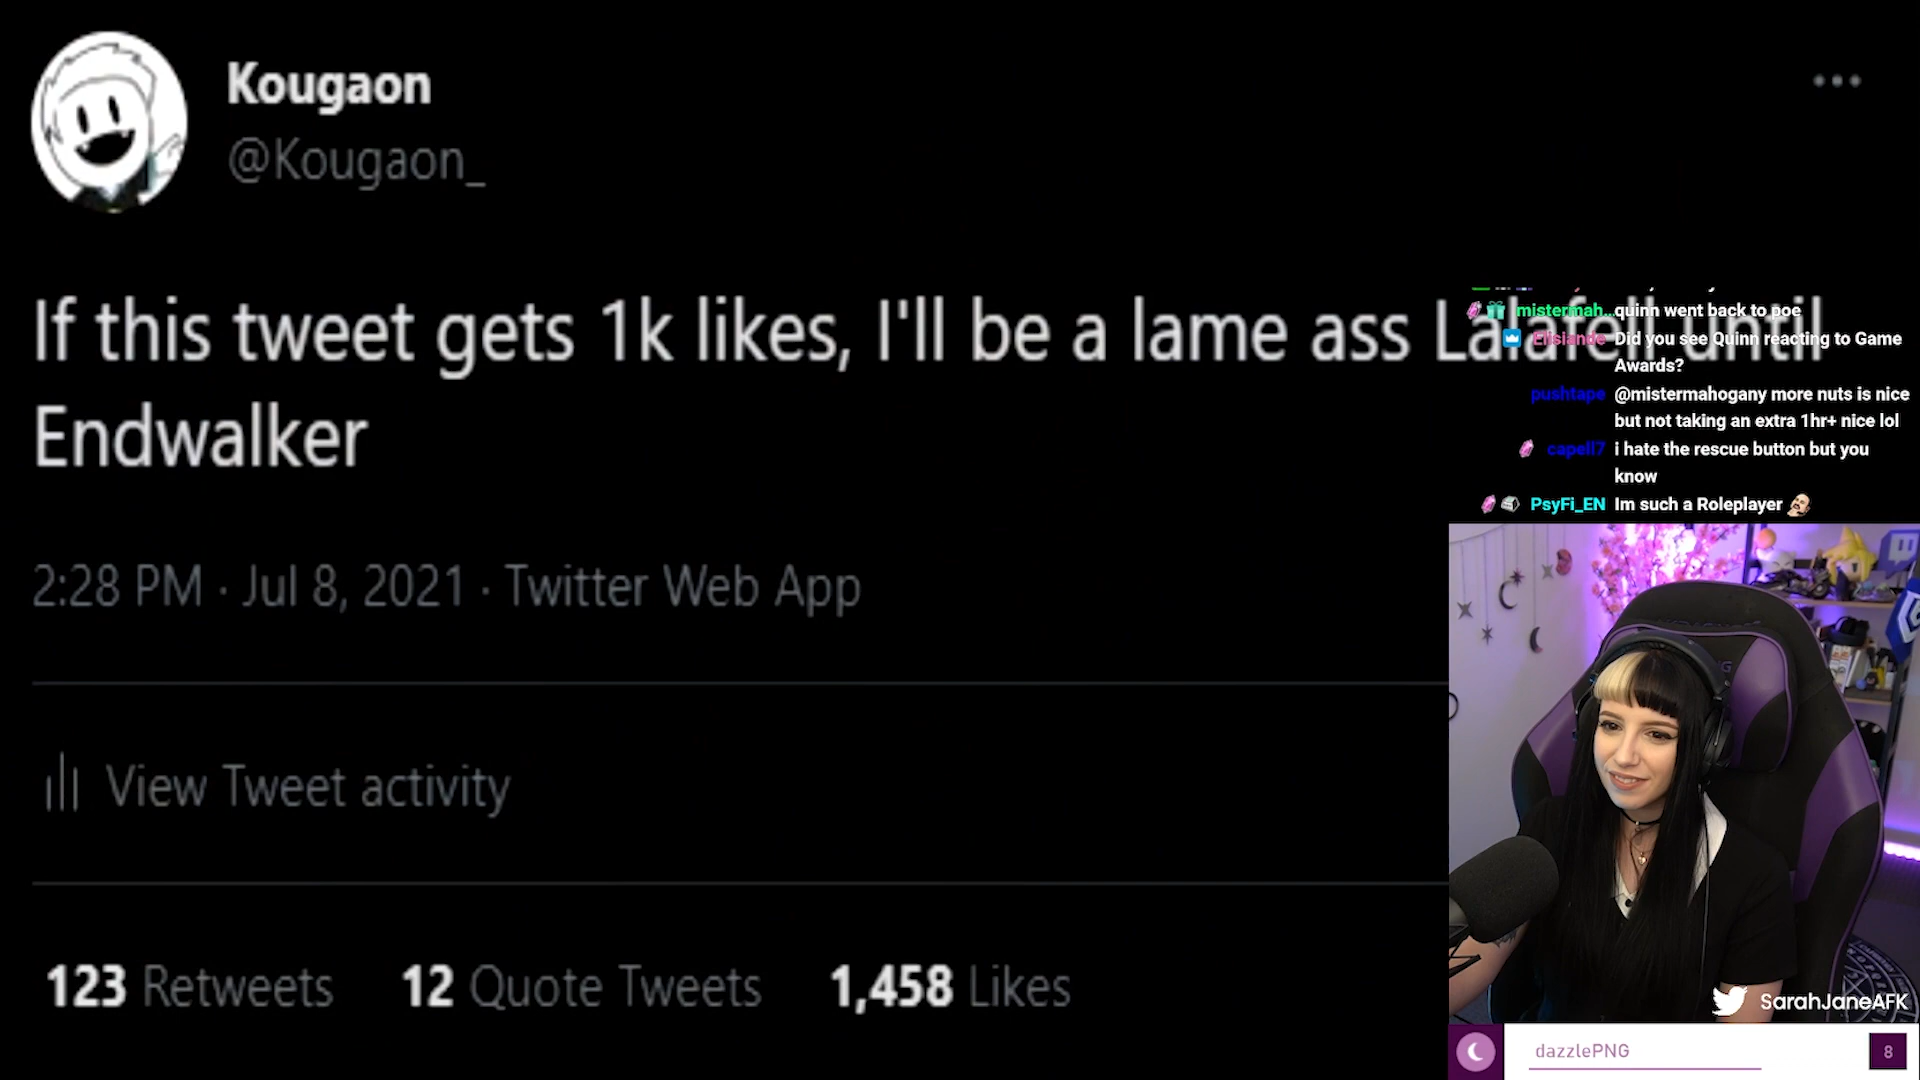 Kougaon
@Kougaon_
If this tweet gets 1k likes, I'll be a lame ass Lalafell until
Endwalker
2:28 PM · Jul 8, 2021 · Twitter Web App
View Tweet activity
123 Retweets 12 Quote Tweets 1,458 Likes
mistermah... quinn went back to poe
Elisiande Did you see Quinn reacting to Game
Awards?
pushtape @mistermahogany more nuts is nice
but not taking an extra 1hr+ nice lol
capell7 i hate the rescue button but you
know
PsyFi_EN Im such a Roleplayer
SarahJaneAFK
dazzlePNG
8